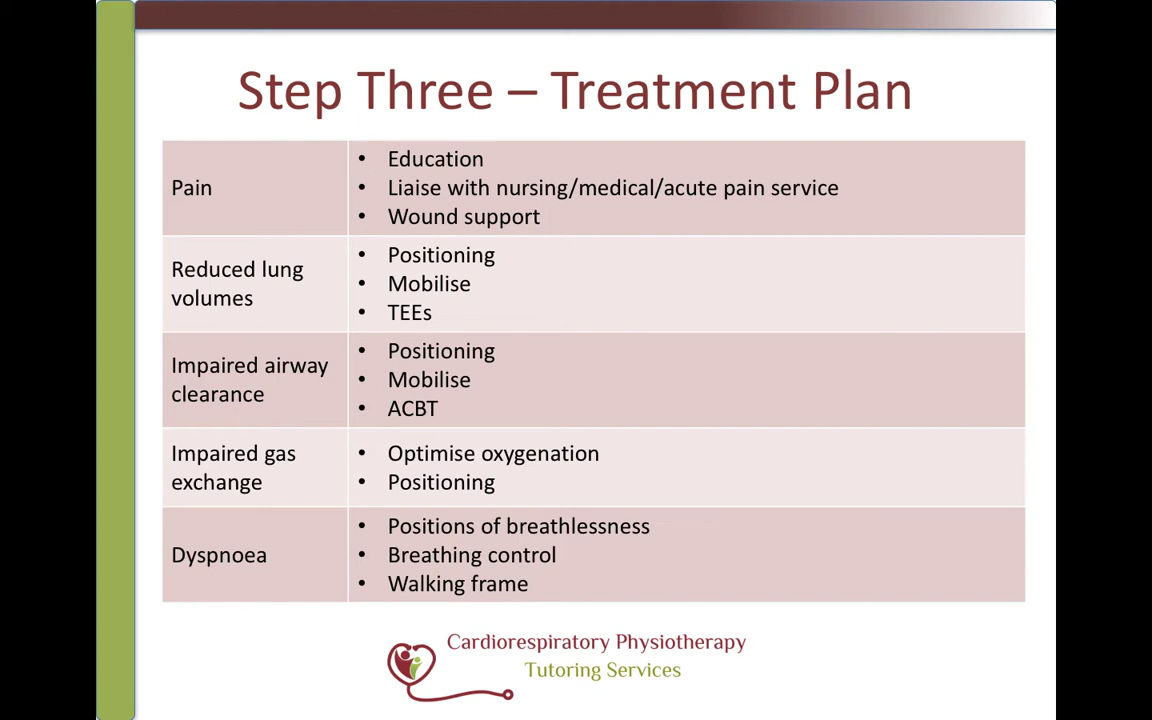 Step Three – Treatment Plan
Pain
• Education
• Liaise with nursing/medical/acute pain service
• Wound support
Reduced lung
volumes
• Positioning
• Mobilise
• TEEs
Impaired airway
clearance
• Positioning
• Mobilise
• ACBT
Impaired gas
exchange
• Optimise oxygenation
• Positioning
Dyspnoea
• Positions of breathlessness
• Breathing control
• Walking frame
Cardiorespiratory Physiotherapy
Tutoring Services